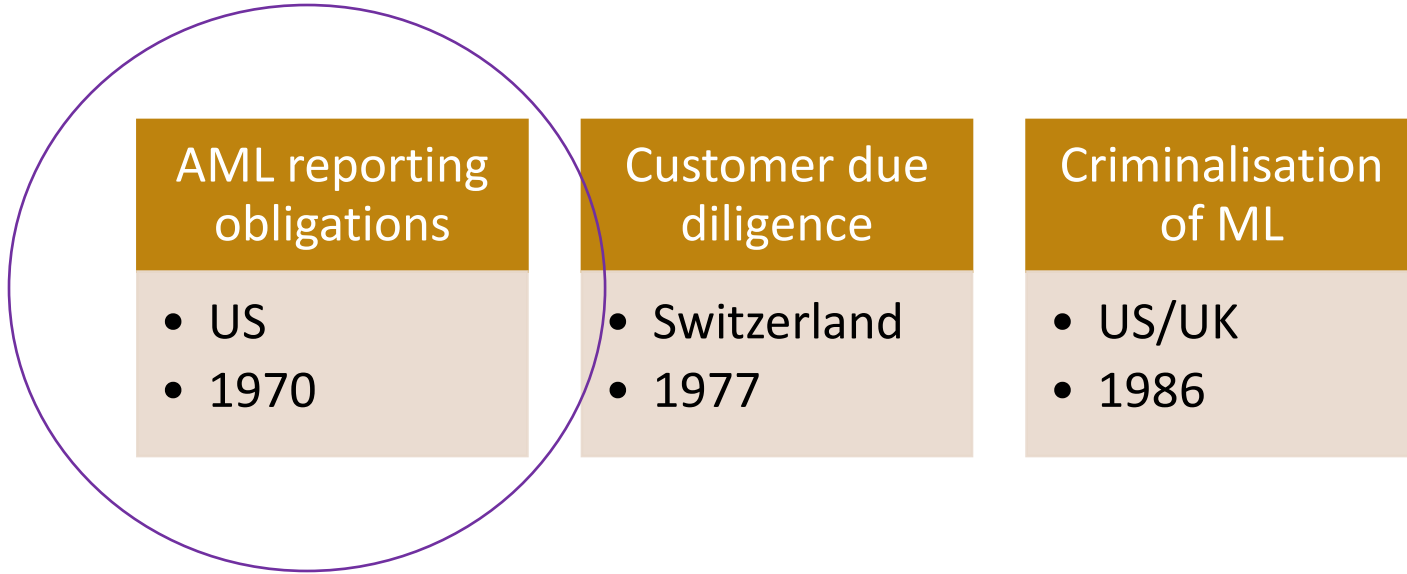 AML reporting
obligations
• US
• 1970
Customer due
diligence
• Switzerland
• 1977
Criminalisation
of ML
• US/UK
• 1986